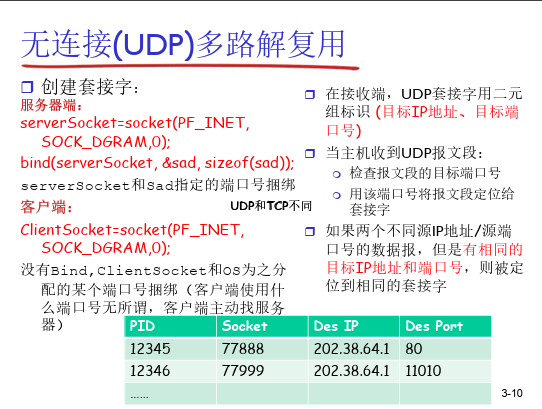 无连接(UDP)多路解复用
创建套接字：
服务器端：
serverSocket=socket(PF_INET,
SOCK_DGRAM,0);
bind(serverSocket, &sad, sizeof(sad));
serverSocket和Sad指定的端口号捆绑
客户端：
ClientSocket=socket(PF_INET,
SOCK_DGRAM,0);
没有Bind,ClientSocket和OS为之分
配的某个端口号捆绑（客户端使用什
么端口号无所谓，客户端主动找服务
器）
UDP和TCP不同
在接收端，UDP套接字用二元
组标识 (目标IP地址、目标端
口号)
当主机收到UDP报文段：
检查报文段的目标端口号
用该端口号将报文段定位给
套接字
如果两个不同源IP地址/源端
口号的数据报，但是有相同的
目标IP地址和端口号，则被定
位到相同的套接字
PID Socket Des IP Des Port
12345 77888 202.38.64.1 80
12346 77999 202.38.64.1 11010
……
3-10